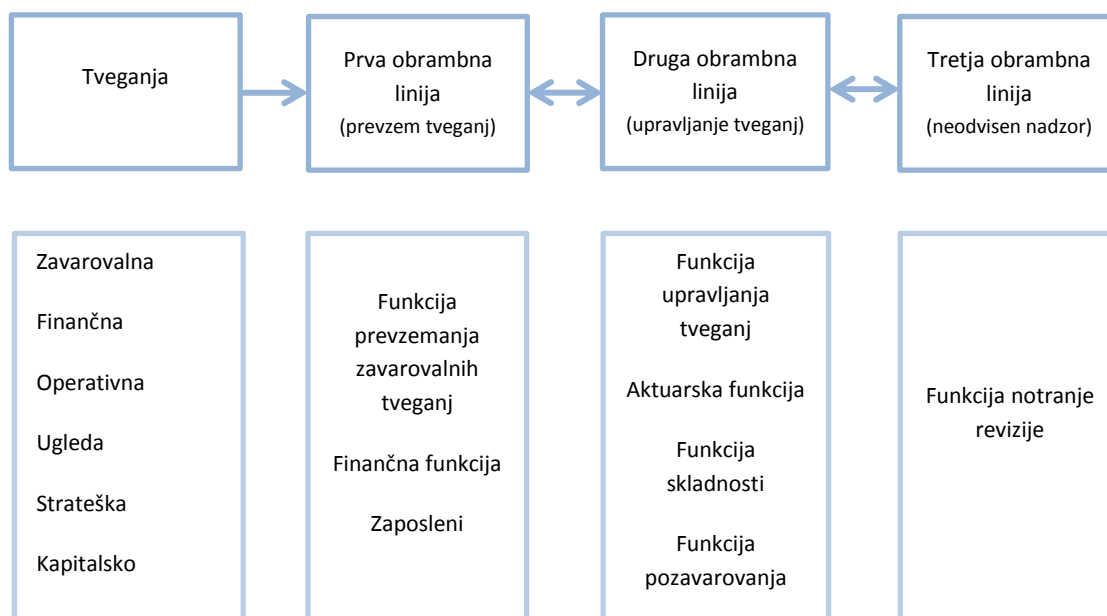 Tveganja
Prva obrambna
linija
(prevzem tveganj)
Druga obrambna
linija
(upravljanje tveganj)
Tretja obrambna
linija
(neodvisen nadzor)
Zavarovalna
Finančna
Operativna
Ugleda
Strateška
Kapitalsko
Funkcija
prevzemanja
zavarovalnih
tveganj
Finančna funkcija
Zaposleni
Funkcija
upravljanja
tveganj
Aktuarska funkcija
Funkcija
skladnosti
Funkcija
pozavarovanja
Funkcija notranje
revizije